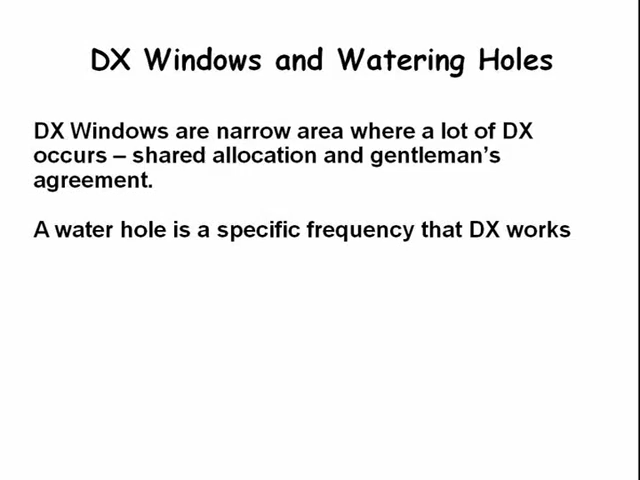 DX Windows and Watering Holes
DX Windows are narrow area where a lot of DX
occurs – shared allocation and gentleman's
agreement.
A water hole is a specific frequency that DX works